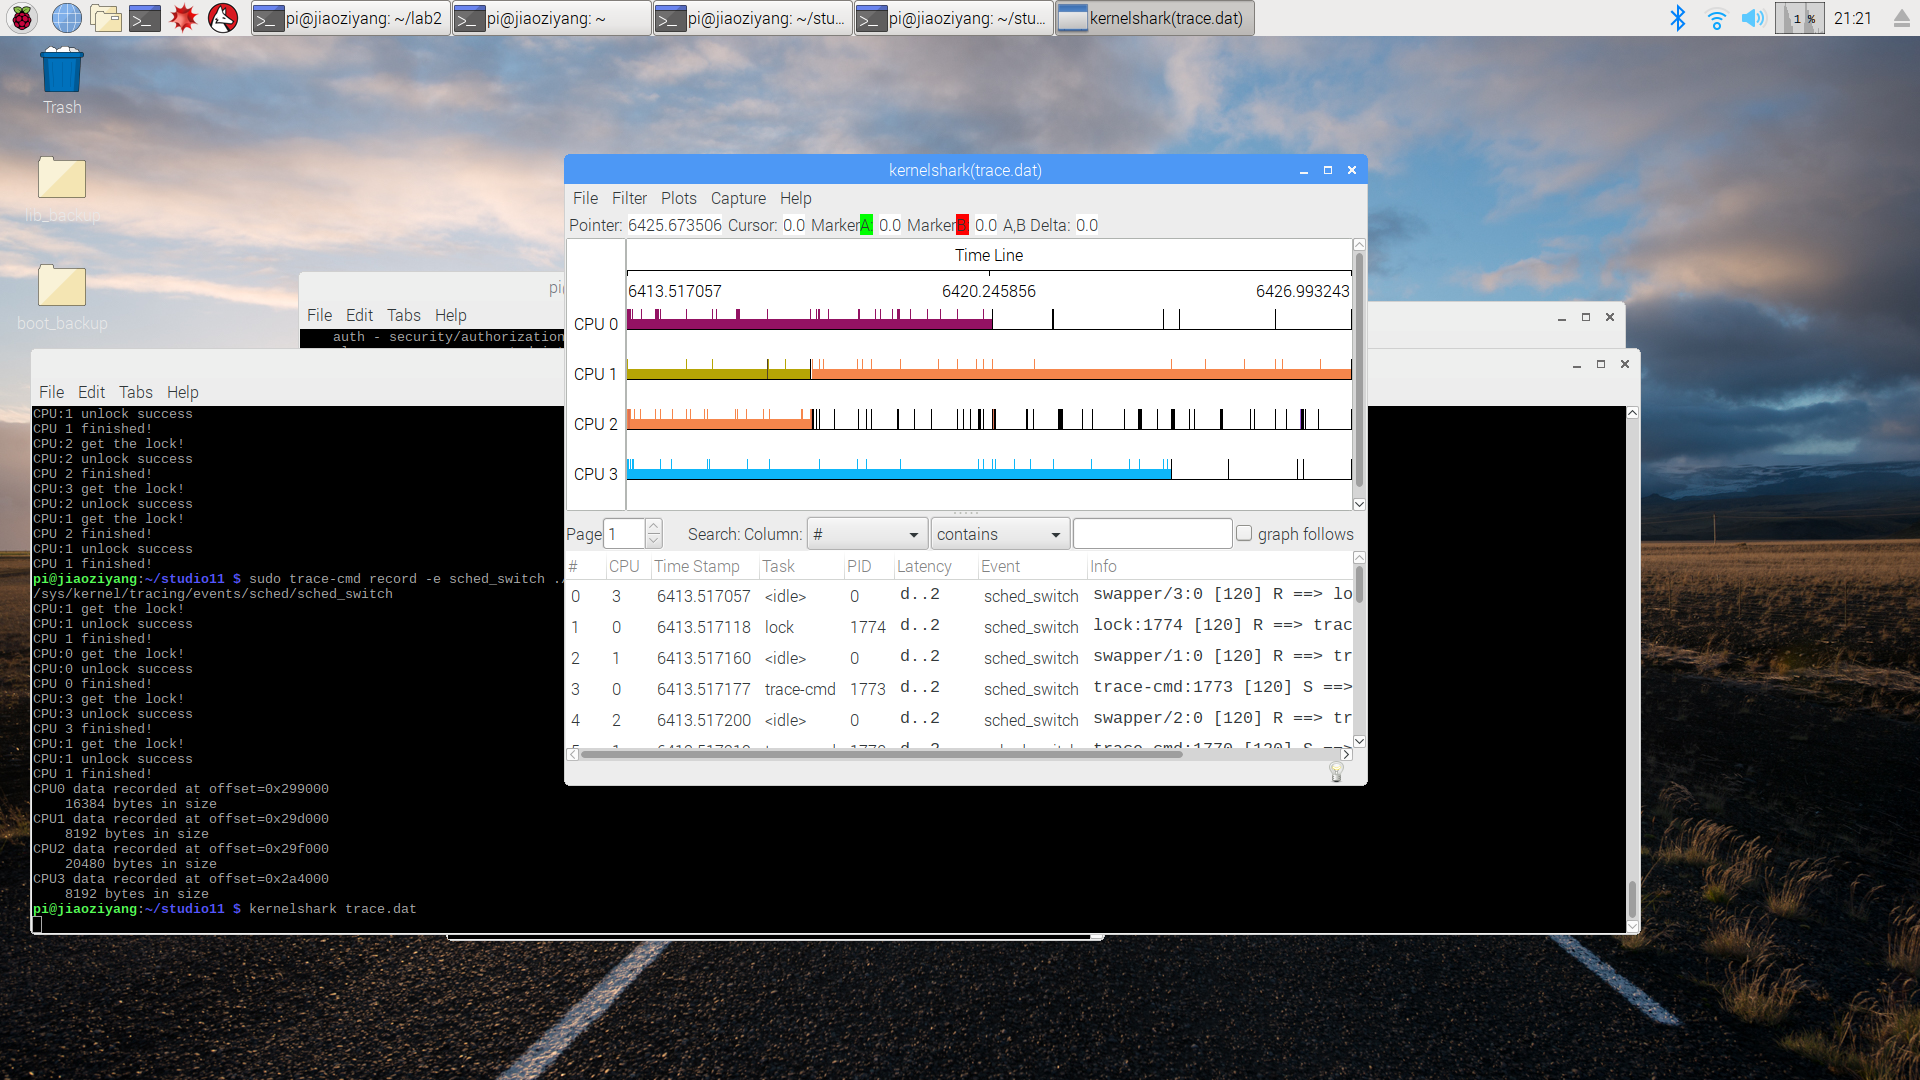 pi@jiaoziyang: ~/lab2
pi@jiaoziyang: ~
pi@jiaoziyang: ~/stu...
pi@jiaoziyang: ~/stu...
kernelshark(trace.dat)
1 %
21:21
Trash
lib_backup
boot_backup
File Edit Tabs Help
auth - security/authorization
File Edit Tabs Help
CPU:1 unlock success
CPU 1 finished!
CPU:2 get the lock!
CPU:2 unlock success
CPU 2 finished!
CPU:3 get the lock!
CPU:2 unlock success
CPU:1 get the lock!
CPU 2 finished!
CPU:1 unlock success
CPU 1 finished!
pi@jiaoziyang:~/studio11 $ sudo trace-cmd record -e sched_switch ./
/sys/kernel/tracing/events/sched/sched_switch
CPU:1 get the lock!
CPU:1 unlock success
CPU 1 finished!
CPU:0 get the lock!
CPU:0 unlock success
CPU 0 finished!
CPU:3 get the lock!
CPU:3 unlock success
CPU 3 finished!
CPU:1 get the lock!
CPU:1 unlock success
CPU 1 finished!
CPU0 data recorded at offset=0x299000
16384 bytes in size
CPU1 data recorded at offset=0x29d000
8192 bytes in size
CPU2 data recorded at offset=0x29f000
20480 bytes in size
CPU3 data recorded at offset=0x2a4000
8192 bytes in size
pi@jiaoziyang:~/studio11 $ kernelshark trace.dat
kernelshark(trace.dat)
File Filter Plots Capture Help
Pointer: 6425.673506 Cursor: 0.0 MarkerA: 0.0 MarkerB: 0.0 A,B Delta: 0.0
Time Line
6413.517057 6420.245856 6426.993243
CPU 0
CPU 1
CPU 2
CPU 3
Page 1 Search: Column: # contains graph follows
# CPU Time Stamp Task PID Latency Event Info
0 3 6413.517057 <idle> 0 d..2 sched_switch swapper/3:0 [120] R ==> lo
1 0 6413.517118 lock 1774 d..2 sched_switch lock:1774 [120] R ==> trac
2 1 6413.517160 <idle> 0 d..2 sched_switch swapper/1:0 [120] R ==> tr
3 0 6413.517177 trace-cmd 1773 d..2 sched_switch trace-cmd:1773 [120] S ==>
4 2 6413.517200 <idle> 0 d..2 sched_switch swapper/2:0 [120] R ==> tr